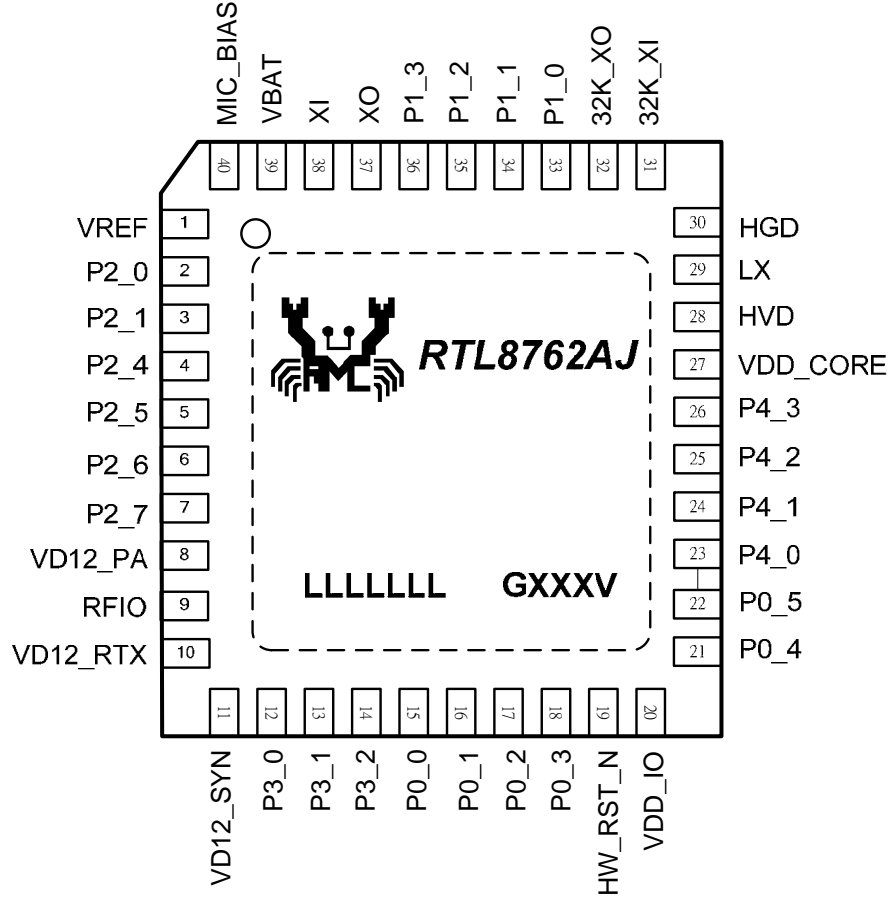 MIC_BIAS
VBAT
XI
XO
P1_3
P1_2
P1_1
P1_0
32K_XO
32K_XI
40
39
38
37
36
35
34
33
32
31
VREF 1
P2_0 2
P2_1 3
P2_4 4
P2_5 5
P2_6 6
P2_7 7
VD12_PA 8
RFIO 9
VD12_RTX 10
RTL8762AJ
LLLLLLL GXXXV
30 HGD
29 LX
28 HVD
27 VDD_CORE
26 P4_3
25 P4_2
24 P4_1
23 P4_0
22 P0_5
21 P0_4
11
12
13
14
15
16
17
18
19
20
VD12_SYN
P3_0
P3_1
P3_2
P0_0
P0_1
P0_2
P0_3
HW_RST_N
VDD_IO